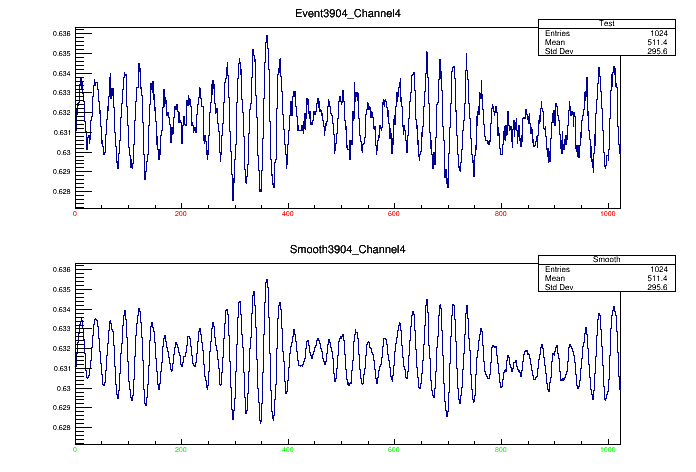 Event3904_Channel4
Test
Entries 1024
Mean 511.4
Std Dev 295.6
0.636
0.635
0.634
0.633
0.632
0.631
0.63
0.629
0.628
0 200 400 600 800 1000
Smooth3904_Channel4
Smooth
Entries 1024
Mean 511.4
Std Dev 295.6
0.636
0.635
0.634
0.633
0.632
0.631
0.63
0.629
0.628
0 200 400 600 800 1000